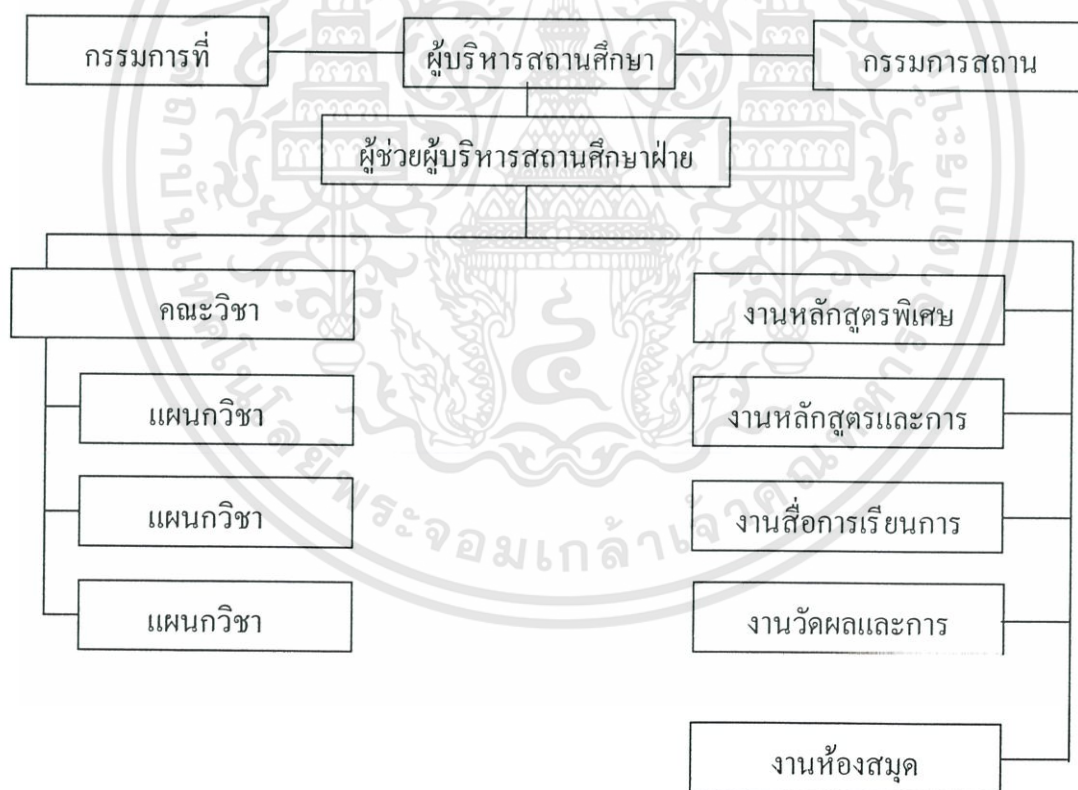 กรรมการที่
ผู้บริหารสถานศึกษา
กรรมการสถาน
ผู้ช่วยผู้บริหารสถานศึกษาฝ่าย
คณะวิชา
แผนกวิชา
แผนกวิชา
แผนกวิชา
งานหลักสูตรพิเศษ
งานหลักสูตรและการ
งานสื่อการเรียนการ
งานวัดผลและการ
งานห้องสมุด